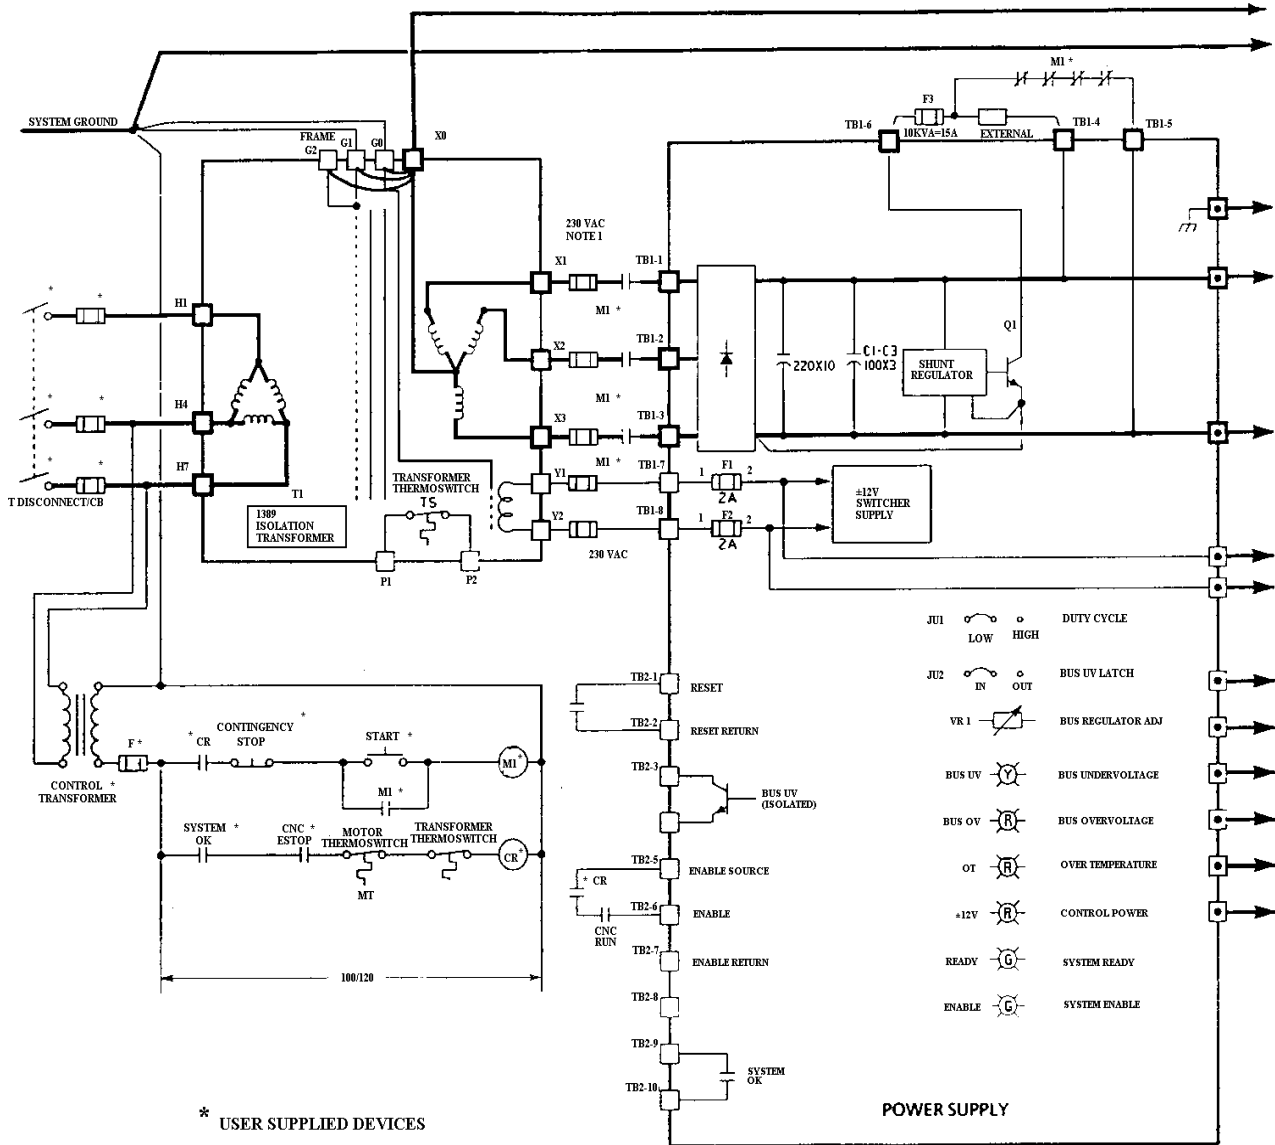 M1 *
SYSTEM GROUND
FRAME
G2
G1
G0
X0
F3
TB1-6
10KVA=15A
EXTERNAL
TB1-4
TB1-5
230 VAC
NOTE 1
X1
TB1-1
M1 *
H1
*
*
X2
TB1-2
M1 *
Q1
220X10
C1-C3
100X3
SHUNT
REGULATOR
H4
*
*
X3
TB1-3
M1 *
H7
*
*
T DISCONNECT/CB
T1
1389
ISOLATION
TRANSFORMER
TRANSFORMER
THERMOSWITCH
TS
Y1
TB1-7
1
F1
2
2A
±12V
SWITCHER
SUPPLY
Y2
TB1-8
1
F2
2
2A
230 VAC
P1
P2
JU1
LOW
HIGH
DUTY CYCLE
JU2
IN
OUT
BUS UV LATCH
VR 1
BUS REGULATOR ADJ
BUS UV
Y
BUS UNDERVOLTAGE
BUS OV
R
BUS OVERVOLTAGE
OT
R
OVER TEMPERATURE
±12V
R
CONTROL POWER
READY
G
SYSTEM READY
ENABLE
G
SYSTEM ENABLE
TB2-1
RESET
TB2-2
RESET RETURN
TB2-3
BUS UV
(ISOLATED)
TB2-5
ENABLE SOURCE
* CR
TB2-6
ENABLE
CNC
RUN
TB2-7
ENABLE RETURN
TB2-8
TB2-9
SYSTEM
OK
TB2-10
F *
* CR
CONTINGENCY *
STOP
START *
M1 *
M1 *
CONTROL *
TRANSFORMER
SYSTEM *
OK
CNC *
ESTOP
MOTOR
THERMOSWITCH
MT
TRANSFORMER
THERMOSWITCH
CR *
100/120
* USER SUPPLIED DEVICES
POWER SUPPLY